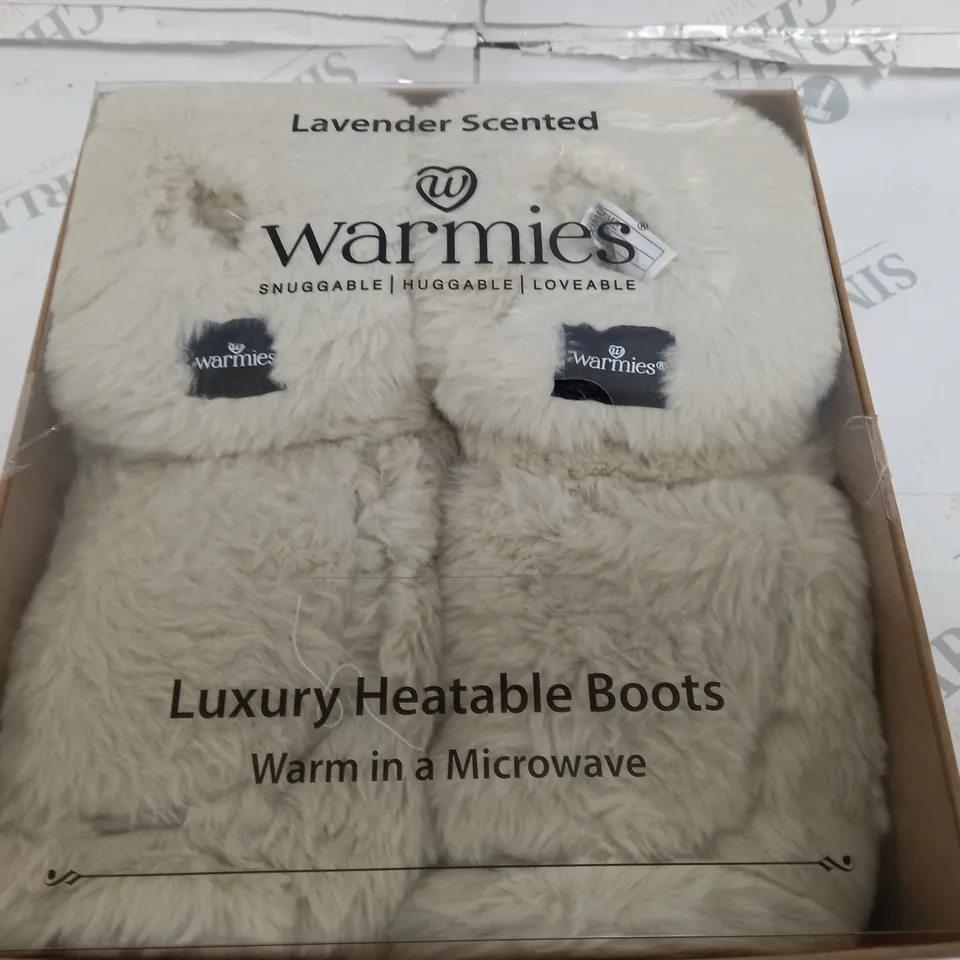 Lavender Scented
w
warmies®
SNUGGABLE | HUGGABLE | LOVEABLE
w
warmies
w
warmies®
Luxury Heatable Boots
Warm in a Microwave